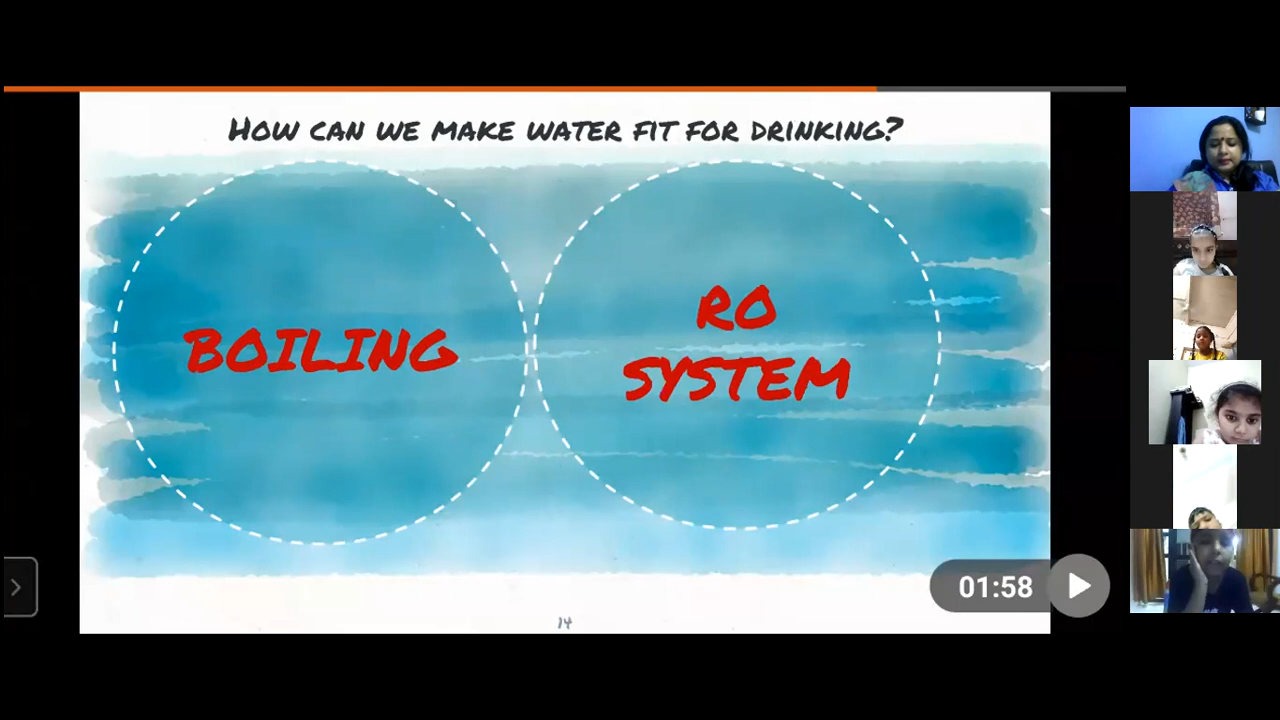 HOW CAN WE MAKE WATER FIT FOR DRINKING?
BOILING
RO
SYSTEM
01:58
14